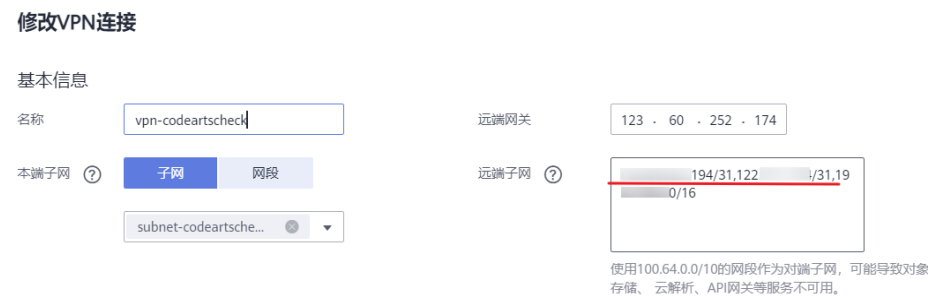 修改VPN连接
基本信息
名称
vpn-codeartscheck
远端网关
123 . 60 . 252 . 174
本端子网 ?
子网
网段
远端子网 ?
194/31,122 /31,19
0/16
subnet-codeartsche...
使用100.64.0.0/10的网段作为对端子网，可能导致对象
存储、 云解析、API网关等服务不可用。